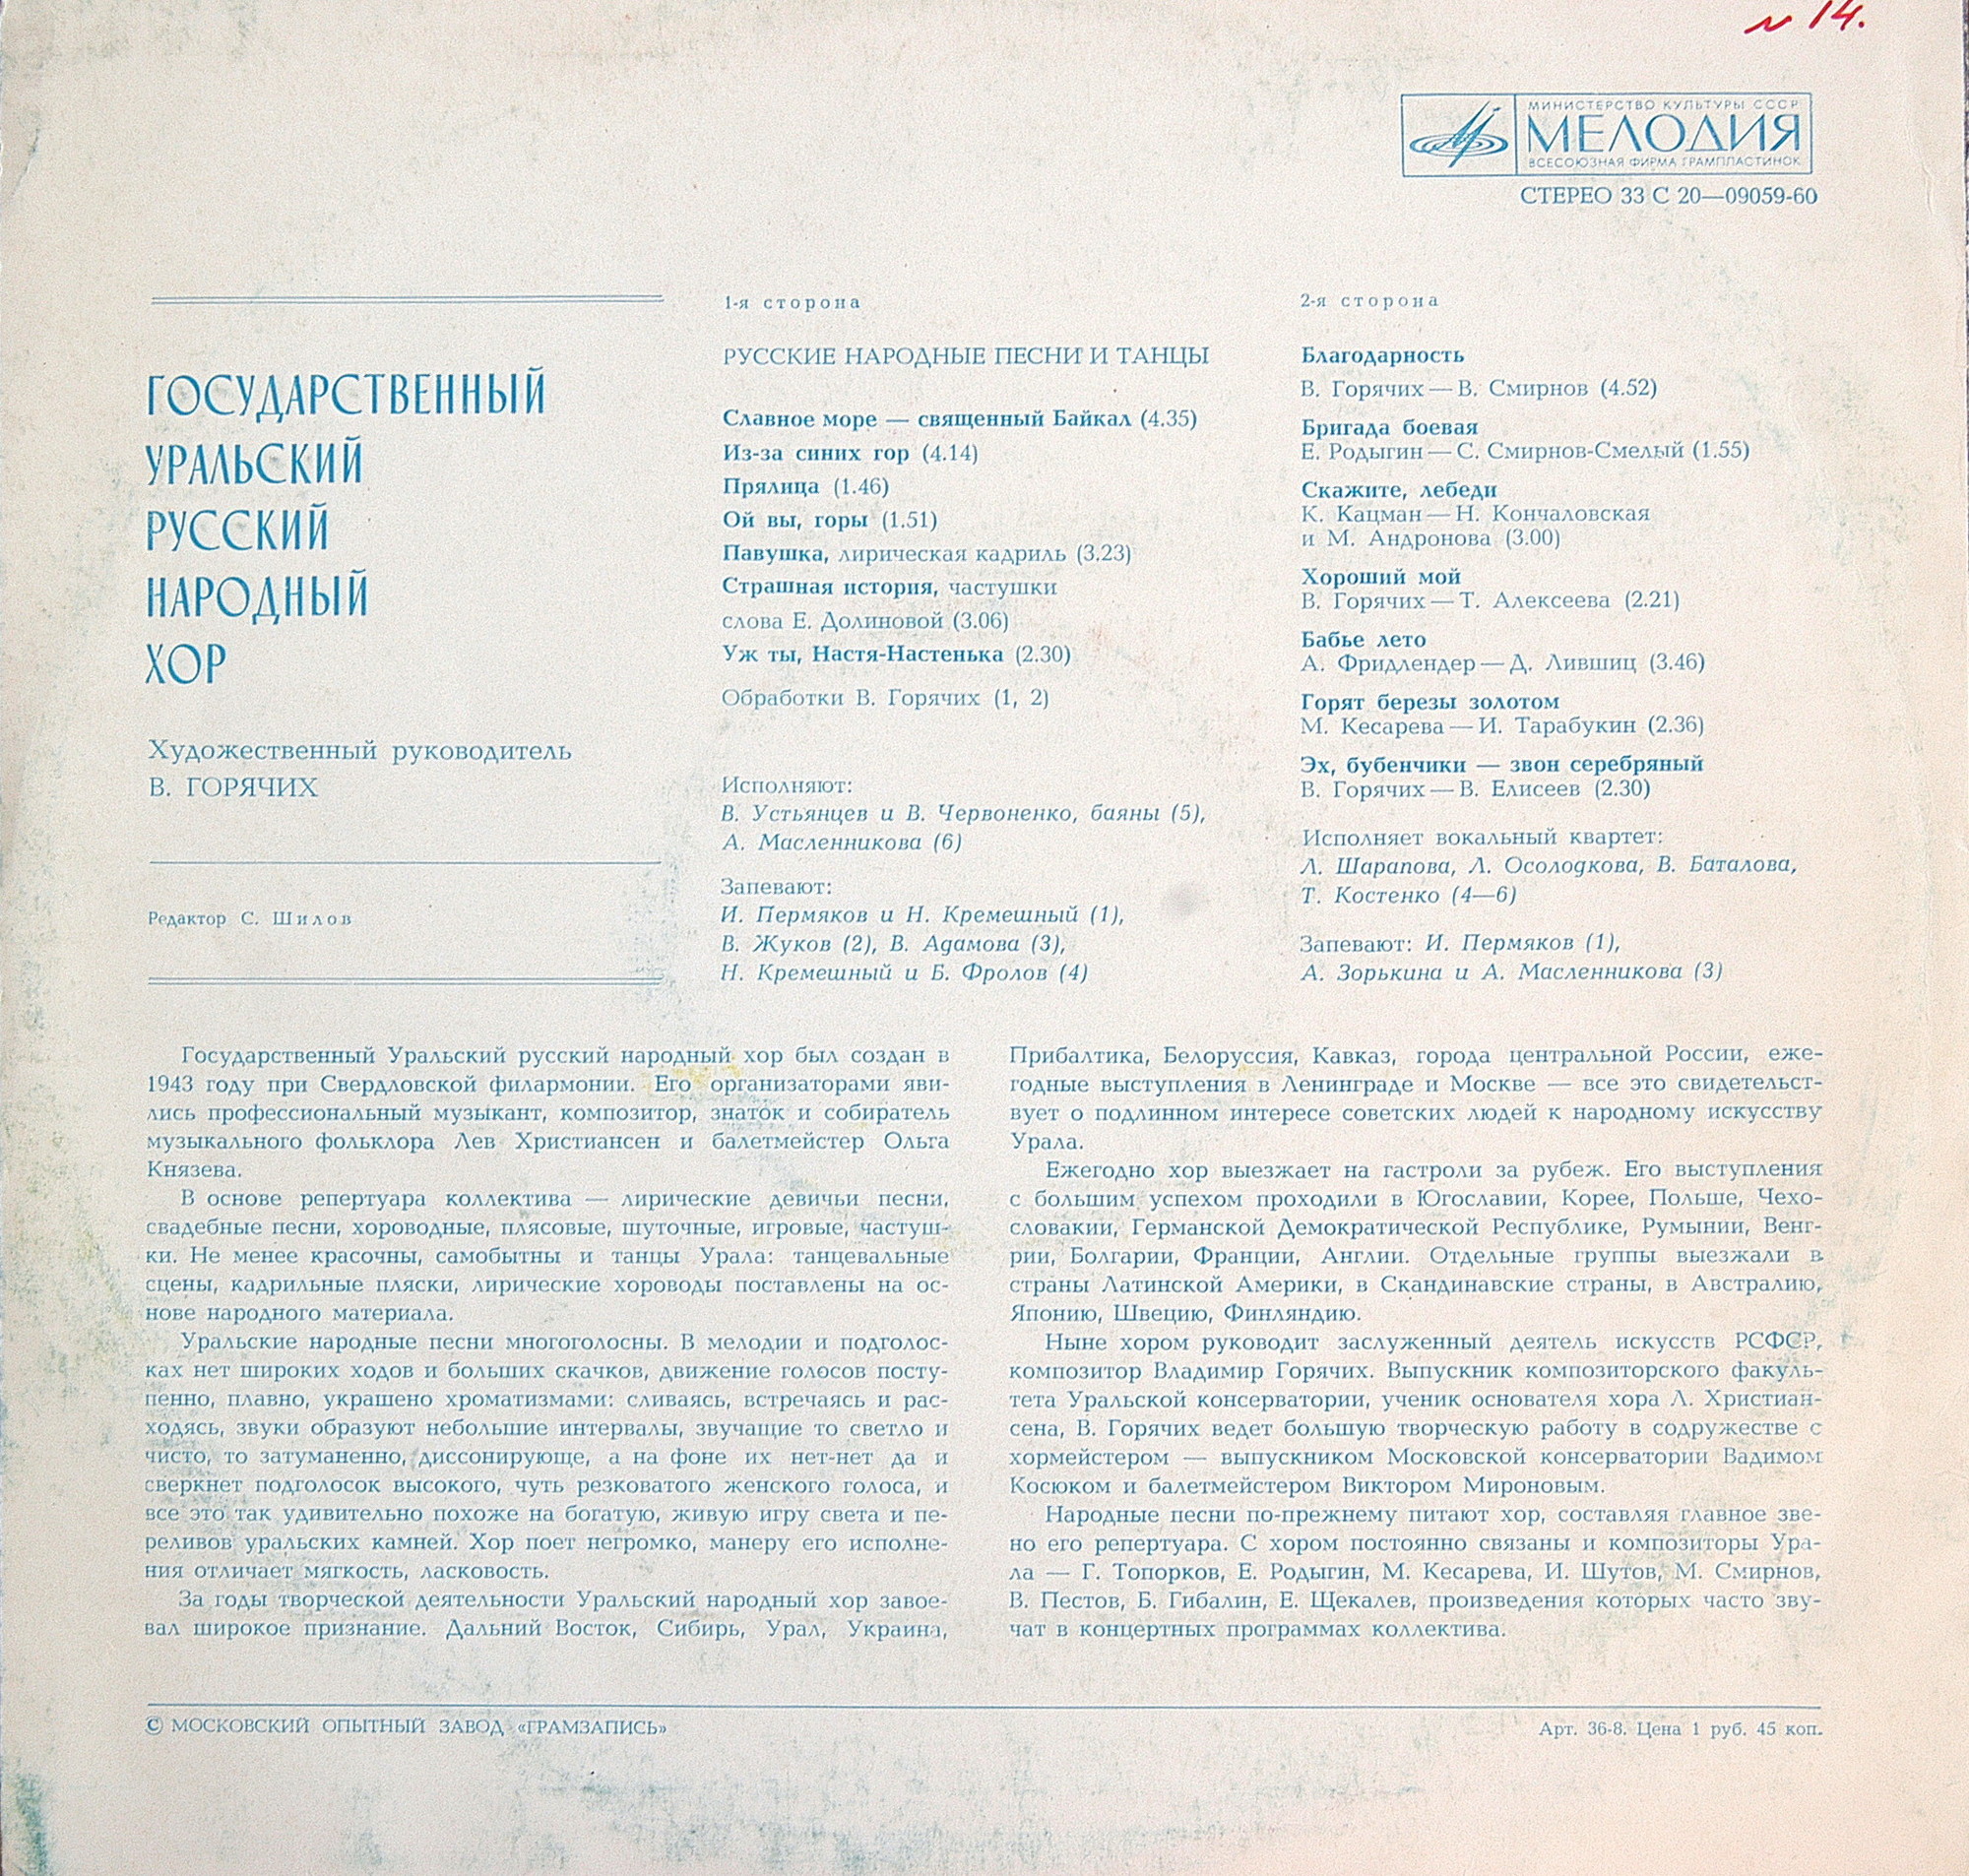 № 14.
МИНИСТЕРСТВО КУЛЬТУРЫ СССР
МЕЛОДИЯ
ВСЕСОЮЗНАЯ ФИРМА ГРАМПЛАСТИНОК
СТЕРЕО 33 С 20—09059-60
ГОСУДАРСТВЕННЫЙ
УРАЛЬСКИЙ
РУССКИЙ
НАРОДНЫЙ
ХОР
Художественный руководитель
В. ГОРЯЧИХ
Редактор С. Шилов
1-я сторона
РУССКИЕ НАРОДНЫЕ ПЕСНИ И ТАНЦЫ
Славное море — священный Байкал (4.35)
Из-за синих гор (4.14)
Прялица (1.46)
Ой вы, горы (1.51)
Павушка, лирическая кадриль (3.23)
Страшная история, частушки
слова Е. Долиновой (3.06)
Уж ты, Настя-Настенька (2.30)
Обработки В. Горячих (1, 2)
Исполняют:
В. Устьянцев и В. Червоненко, баяны (5),
А. Масленникова (6)
Запевают:
И. Пермяков и Н. Кремешный (1),
В. Жуков (2), В. Адамова (3),
Н. Кремешный и Б. Фролов (4)
2-я сторона
Благодарность
В. Горячих — В. Смирнов (4.52)
Бригада боевая
Е. Родыгин — С. Смирнов-Смелый (1.55)
Скажите, лебеди
К. Кацман — Н. Кончаловская
и М. Андронова (3.00)
Хороший мой
В. Горячих — Т. Алексеева (2.21)
Бабье лето
А. Фридлендер — Д. Лившиц (3.46)
Горят березы золотом
М. Кесарева — И. Тарабукин (2.36)
Эх, бубенчики — звон серебряный
В. Горячих — В. Елисеев (2.30)
Исполняет вокальный квартет:
Л. Шарапова, Л. Осолодкова, В. Баталова,
Т. Костенко (4—6)
Запевают: И. Пермяков (1),
А. Зорькина и А. Масленникова (3)
Государственный Уральский русский народный хор был создан в
1943 году при Свердловской филармонии. Его организаторами яви-
лись профессиональный музыкант, композитор, знаток и собиратель
музыкального фольклора Лев Христиансен и балетмейстер Ольга
Князева.
В основе репертуара коллектива — лирические девичьи песни,
свадебные песни, хороводные, плясовые, шуточные, игровые, частуш-
ки. Не менее красочны, самобытны и танцы Урала: танцевальные
сцены, кадрильные пляски, лирические хороводы поставлены на ос-
нове народного материала.
Уральские народные песни многоголосны. В мелодии и подголос-
ках нет широких ходов и больших скачков, движение голосов посту-
пенно, плавно, украшено хроматизмами: сливаясь, встречаясь и рас-
ходясь, звуки образуют небольшие интервалы, звучащие то светло и
чисто, то затуманенно, диссонирующе, а на фоне их нет-нет да и
сверкнет подголосок высокого, чуть резковатого женского голоса, и
все это так удивительно похоже на богатую, живую игру света и пе-
реливов уральских камней. Хор поет негромко, манеру его исполне-
ния отличает мягкость, ласковость.
За годы творческой деятельности Уральский народный хор завое-
вал широкое признание. Дальний Восток, Сибирь, Урал, Украина,
Прибалтика, Белоруссия, Кавказ, города центральной России, еже-
годные выступления в Ленинграде и Москве — все это свидетельст-
вует о подлинном интересе советских людей к народному искусству
Урала.
Ежегодно хор выезжает на гастроли за рубеж. Его выступления
с большим успехом проходили в Югославии, Корее, Польше, Чехо-
словакии, Германской Демократической Республике, Румынии, Венг-
рии, Болгарии, Франции, Англии. Отдельные группы выезжали в
страны Латинской Америки, в Скандинавские страны, в Австралию,
Японию, Швецию, Финляндию.
Ныне хором руководит заслуженный деятель искусств РСФСР,
композитор Владимир Горячих. Выпускник композиторского факуль-
тета Уральской консерватории, ученик основателя хора Л. Христиан-
сена, В. Горячих ведет большую творческую работу в содружестве с
хормейстером — выпускником Московской консерватории Вадимом
Косюком и балетмейстером Виктором Мироновым.
Народные песни по-прежнему питают хор, составляя главное зве-
но его репертуара. С хором постоянно связаны и композиторы Ура-
ла — Г. Топорков, Е. Родыгин, М. Кесарева, И. Шутов, М. Смирнов,
В. Пестов, Б. Гибалин, Е. Щекалев, произведения которых часто зву-
чат в концертных программах коллектива.
© МОСКОВСКИЙ ОПЫТНЫЙ ЗАВОД «ГРАМЗАПИСЬ»
Арт. 36-8. Цена 1 руб. 45 коп.